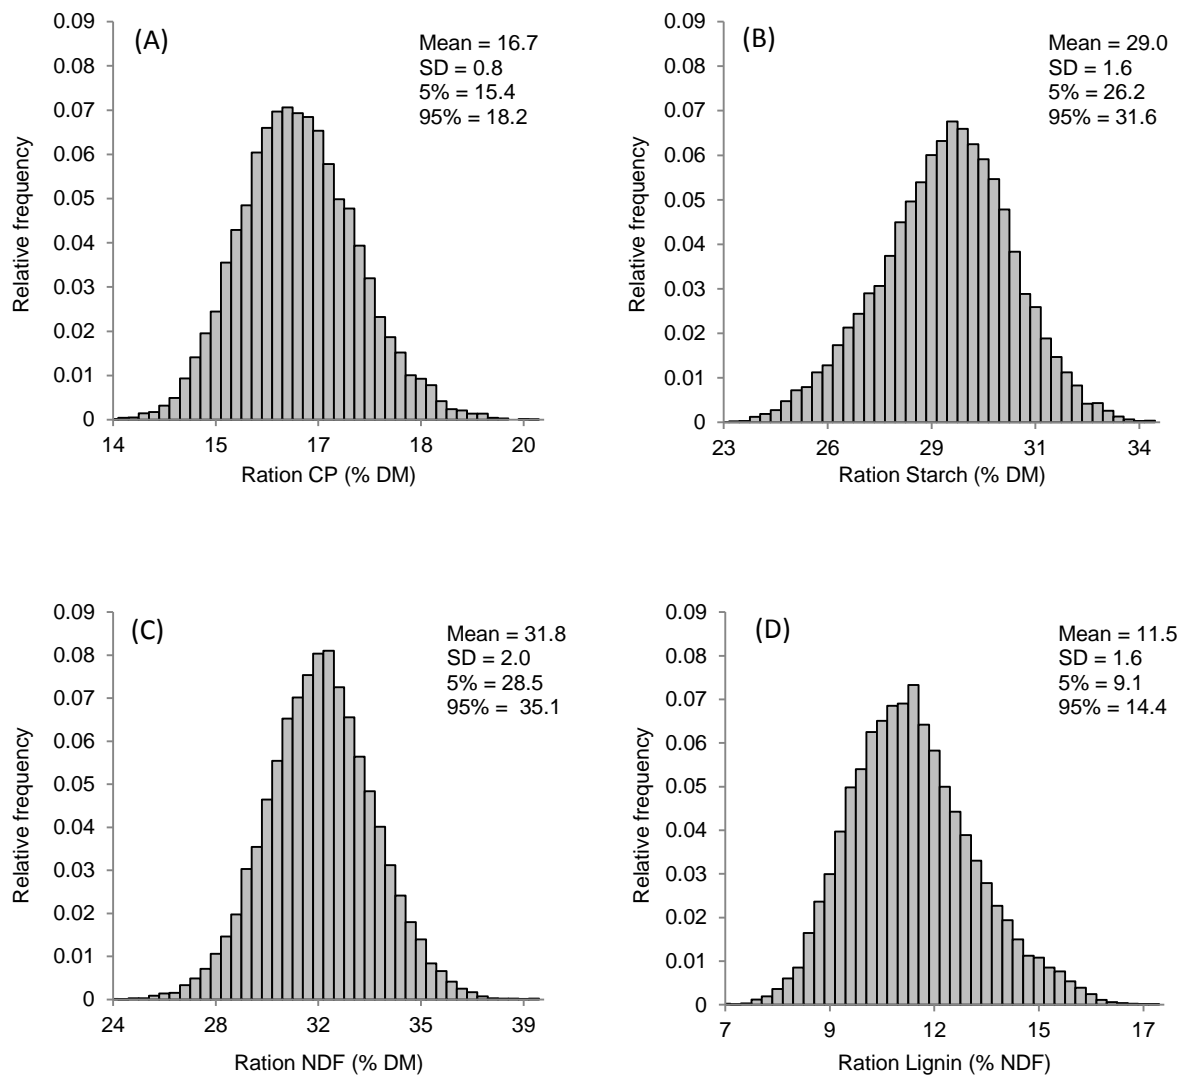 (A)
Mean = 16.7
SD = 0.8
5% = 15.4
95% = 18.2
Relative frequency
0.09
0.08
0.07
0.06
0.05
0.04
0.03
0.02
0.01
0
14 15 17 18 20
Ration CP (% DM)
(B)
Mean = 29.0
SD = 1.6
5% = 26.2
95% = 31.6
Relative frequency
0.09
0.08
0.07
0.06
0.05
0.04
0.03
0.02
0.01
0
23 26 29 31 34
Ration Starch (% DM)
(C)
Mean = 31.8
SD = 2.0
5% = 28.5
95% =  35.1
Relative frequency
0.09
0.08
0.07
0.06
0.05
0.04
0.03
0.02
0.01
0
24 28 32 35 39
Ration NDF (% DM)
(D)
Mean = 11.5
SD = 1.6
5% = 9.1
95% = 14.4
Relative frequency
0.09
0.08
0.07
0.06
0.05
0.04
0.03
0.02
0.01
0
7 9 12 15 17
Ration Lignin (% NDF)